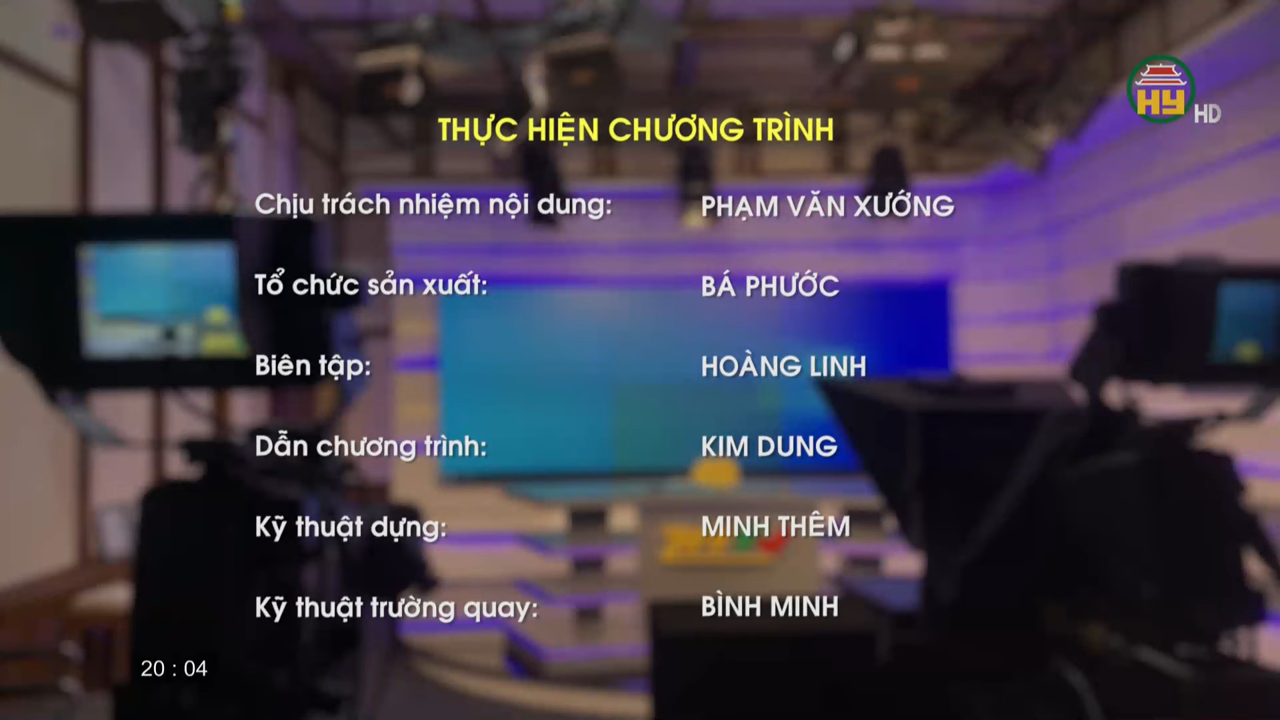 HY HD
THỰC HIỆN CHƯƠNG TRÌNH
Chịu trách nhiệm nội dung: PHẠM VĂN XƯỚNG
Tổ chức sản xuất: BÁ PHƯỚC
Biên tập: HOÀNG LINH
Dẫn chương trình: KIM DUNG
Kỹ thuật dựng: MINH THÊM
Kỹ thuật trường quay: BÌNH MINH
20 : 04